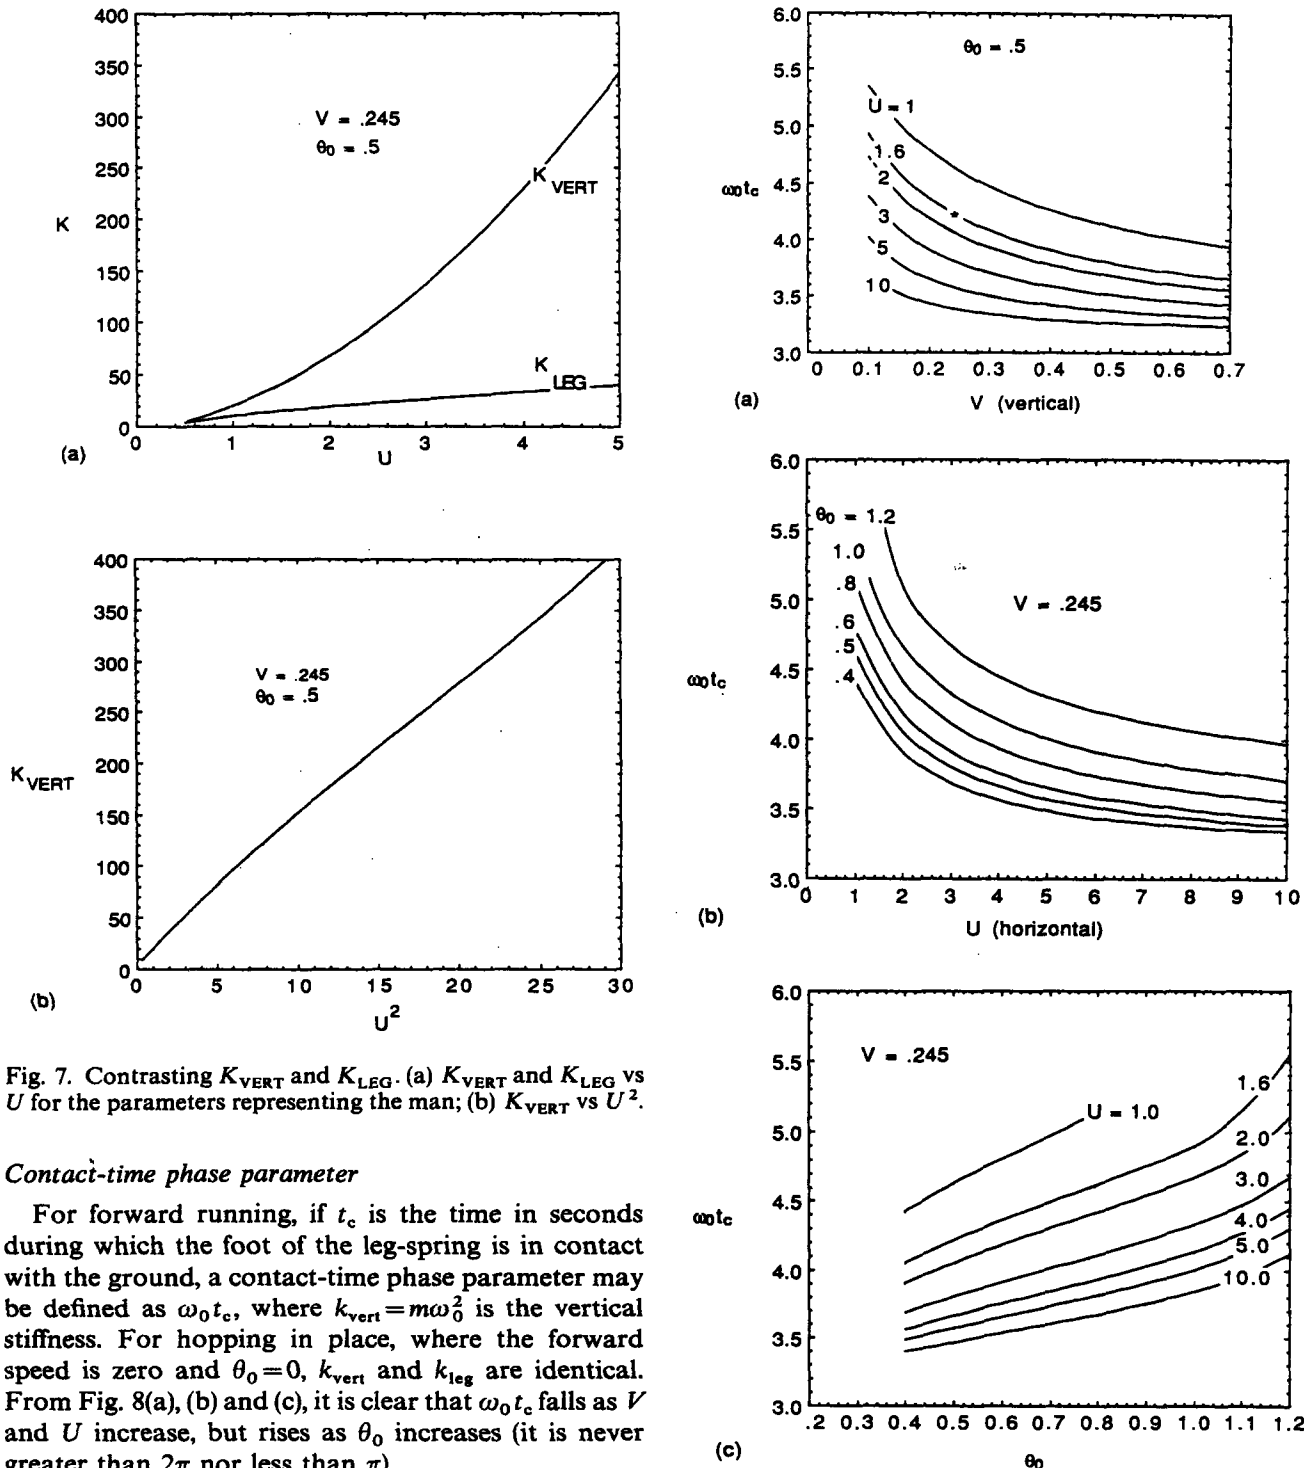 400
350
300
250
200
150
100
50
0
K
V = .245
θ0 = .5
K VERT
K LEG
0 1 2 3 4 5
U
(a)
400
350
300
250
200
150
100
50
0
K VERT
V = .245
θ0 = .5
0 5 10 15 20 25 30
U²
(b)
Fig. 7. Contrasting KVERT and KLEG. (a) KVERT and KLEG vs
U for the parameters representing the man; (b) KVERT vs U².
Contact-time phase parameter
For forward running, if tc is the time in seconds
during which the foot of the leg-spring is in contact
with the ground, a contact-time phase parameter may
be defined as ω0tc, where kvert=mω0² is the vertical
stiffness. For hopping in place, where the forward
speed is zero and θ0=0, kvert and kleg are identical.
From Fig. 8(a), (b) and (c), it is clear that ω0tc falls as V
and U increase, but rises as θ0 increases (it is never
greater than 2π nor less than π).
6.0
5.5
5.0
4.5
4.0
3.5
3.0
ω0tc
θ0 = .5
U = 1
1.6
2
3
5
10
*
0 0.1 0.2 0.3 0.4 0.5 0.6 0.7
V (vertical)
(a)
6.0
5.5
5.0
4.5
4.0
3.5
3.0
ω0tc
θ0 = 1.2
1.0
.8
.6
.5
.4
V = .245
0 1 2 3 4 5 6 7 8 9 10
U (horizontal)
(b)
6.0
5.5
5.0
4.5
4.0
3.5
3.0
ω0tc
V = .245
U = 1.0
1.6
2.0
3.0
4.0
5.0
10.0
.2 0.3 0.4 0.5 0.6 0.7 0.8 0.9 1.0 1.1 1.2
θ0
(c)